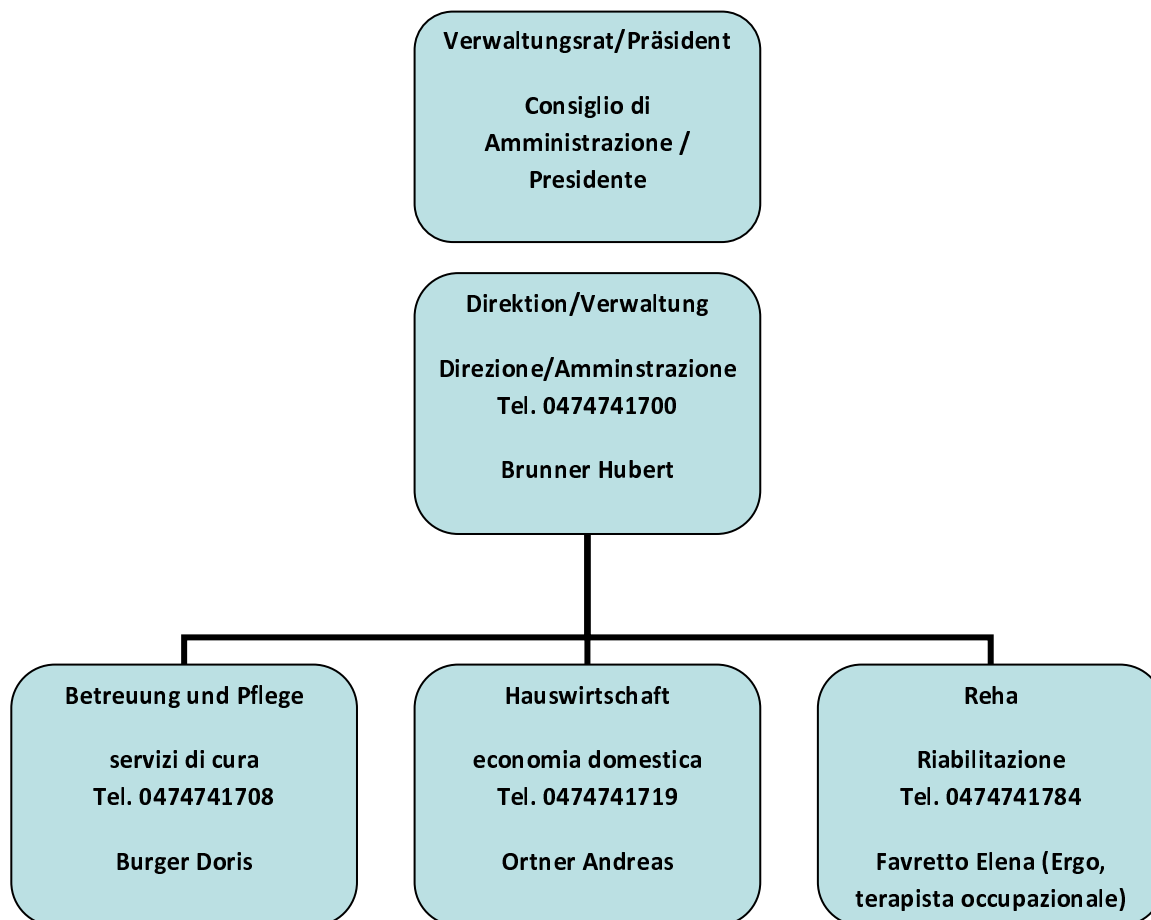 Verwaltungsrat/Präsident
Consiglio di
Amministrazione /
Presidente
Direktion/Verwaltung
Direzione/Amminstrazione
Tel. 0474741700
Brunner Hubert
Betreuung und Pflege
servizi di cura
Tel. 0474741708
Burger Doris
Hauswirtschaft
economia domestica
Tel. 0474741719
Ortner Andreas
Reha
Riabilitazione
Tel. 0474741784
Favretto Elena (Ergo,
terapista occupazionale)